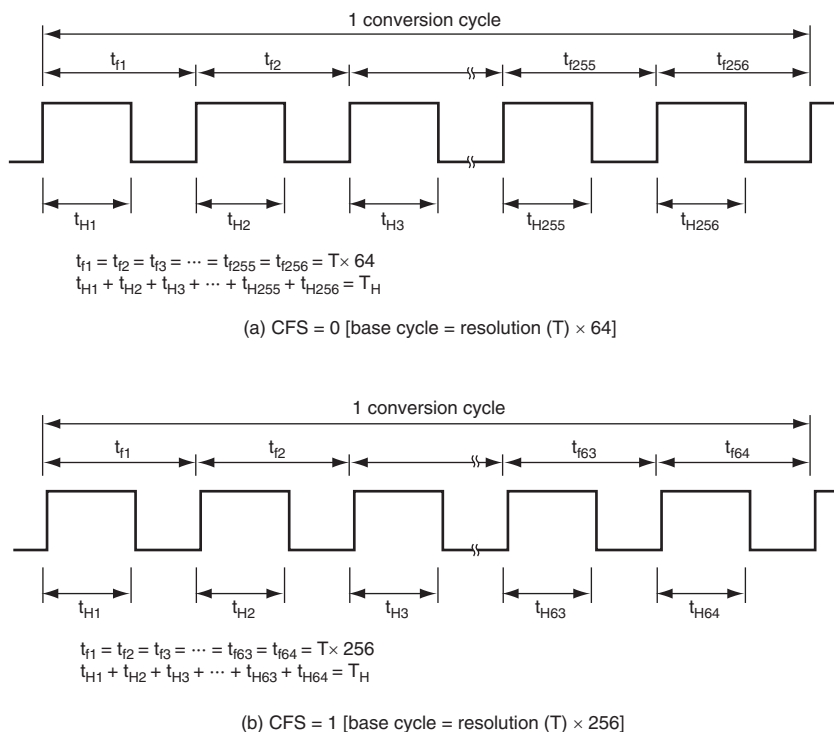 1 conversion cycle
tf1 tf2 tf255 tf256
tH1 tH2 tH3 tH255 tH256
tf1 = tf2 = tf3 = ··· = tf255 = tf256 = T × 64
tH1 + tH2 + tH3 + ··· + tH255 + tH256 = TH
(a) CFS = 0 [base cycle = resolution (T) × 64]
1 conversion cycle
tf1 tf2 tf63 tf64
tH1 tH2 tH3 tH63 tH64
tf1 = tf2 = tf3 = ··· = tf63 = tf64 = T × 256
tH1 + tH2 + tH3 + ··· + tH63 + tH64 = TH
(b) CFS = 1 [base cycle = resolution (T) × 256]